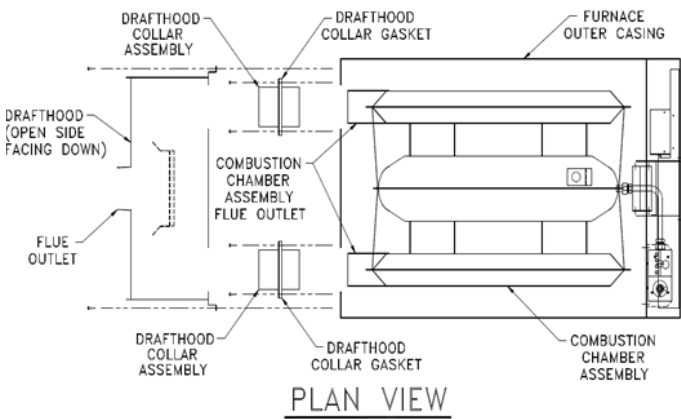 DRAFTHOOD
COLLAR
ASSEMBLY
DRAFTHOOD
COLLAR GASKET
FURNACE
OUTER CASING
DRAFTHOOD
(OPEN SIDE
FACING DOWN)
COMBUSTION
CHAMBER
ASSEMBLY
FLUE OUTLET
FLUE
OUTLET
DRAFTHOOD
COLLAR
ASSEMBLY
DRAFTHOOD
COLLAR GASKET
COMBUSTION
CHAMBER
ASSEMBLY
PLAN VIEW